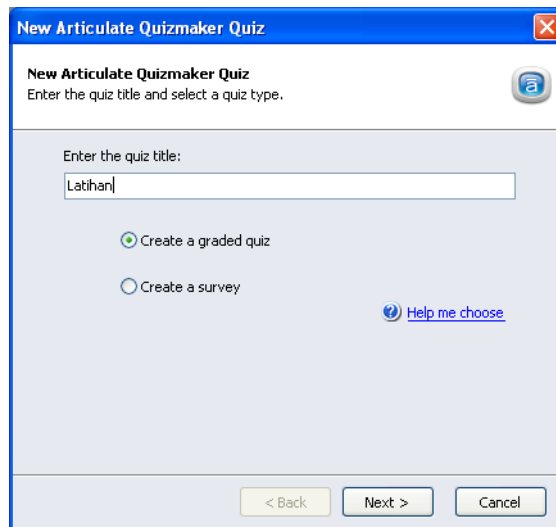 New Articulate Quizmaker Quiz
New Articulate Quizmaker Quiz
Enter the quiz title and select a quiz type.
Enter the quiz title:
Latihan
Create a graded quiz
Create a survey
Help me choose
< Back Next > Cancel